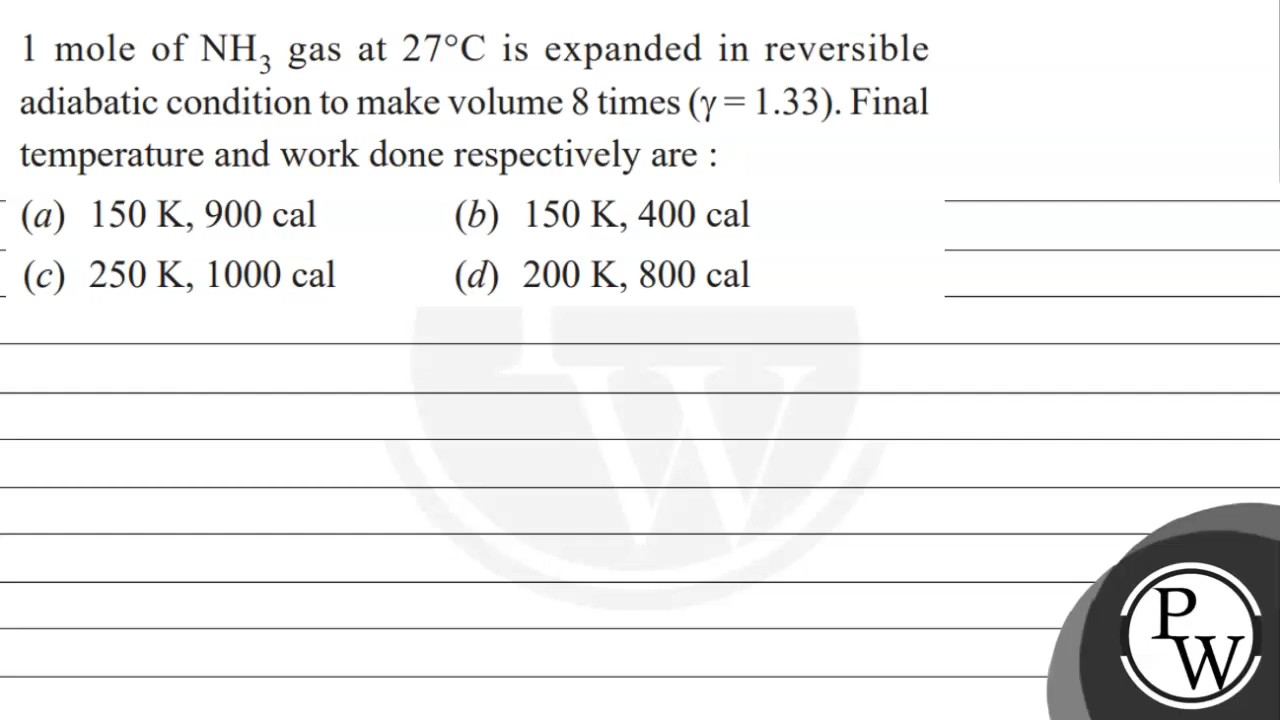 1 mole of NH₃ gas at 27°C is expanded in reversible
adiabatic condition to make volume 8 times (γ = 1.33). Final
temperature and work done respectively are :
(a) 150 K, 900 cal (b) 150 K, 400 cal
(c) 250 K, 1000 cal (d) 200 K, 800 cal
W
P
W